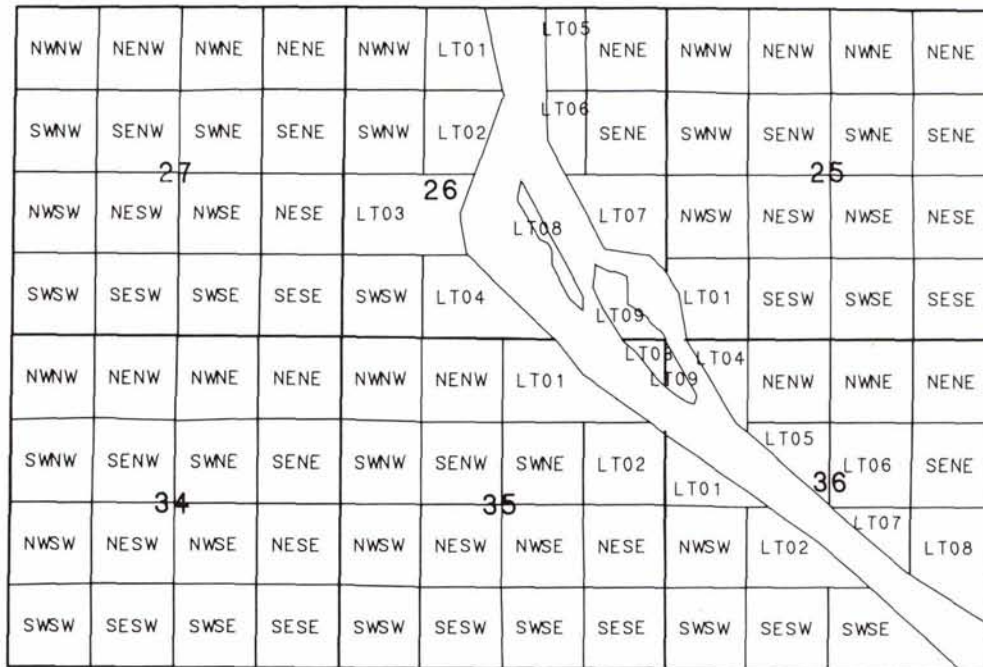 NWNW NENW NWNE NENE NWNW LT01 LT05 NENE NWNW NENW NWNE NENE
SWNW SENW SWNE SENE SWNW LT02 LT06 SENE SWNW SENW SWNE SENE
27 26 25
NWSW NESW NWSE NESE LT03 LT08 LT07 NWSW NESW NWSE NESE
SWSW SESW SWSE SESE SWSW LT04 LT09 LT01 SESW SWSE SESE
NWNW NENW NWNE NENE NWNW NENW LT01 LT03 LT09 LT04 NENW NWNE NENE
SWNW SENW SWNE SENE SWNW SENW SWNE LT02 LT01 LT05 LT06 SENE
34 35 36
NWSW NESW NWSE NESE NWSW NESW NWSE NESE NWSW LT02 LT07 LT08
SWSW SESW SWSE SESE SWSW SESW SWSE SESE SWSW SESW SWSE